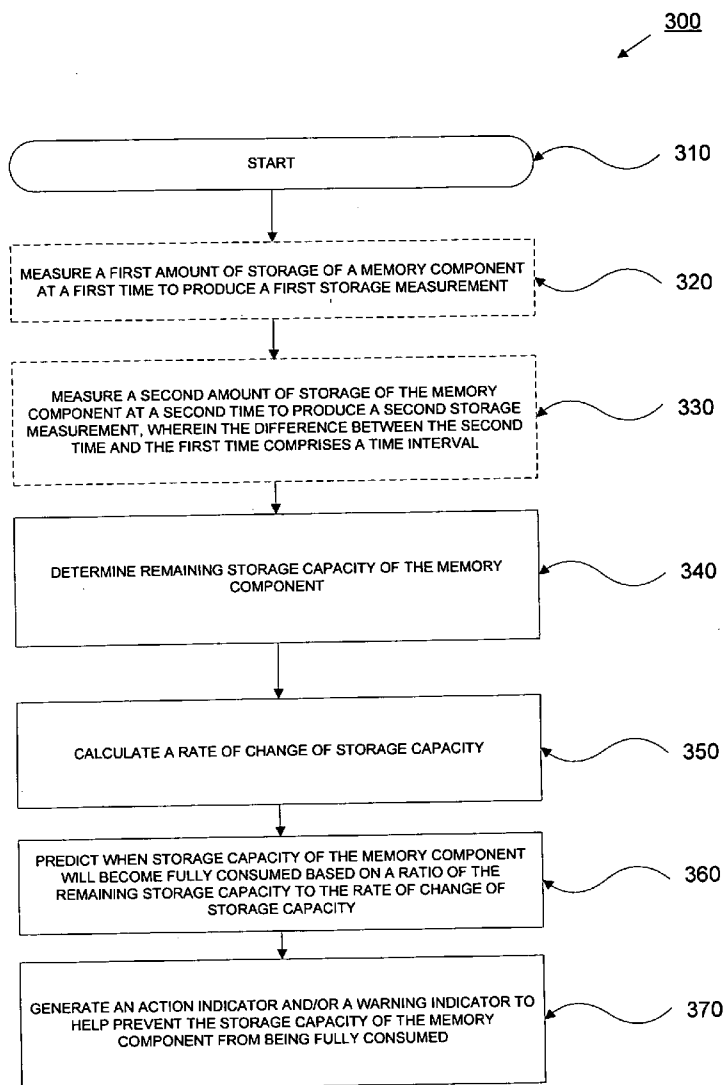 300
START
310
MEASURE A FIRST AMOUNT OF STORAGE OF A MEMORY COMPONENT
AT A FIRST TIME TO PRODUCE A FIRST STORAGE MEASUREMENT
320
MEASURE A SECOND AMOUNT OF STORAGE OF THE MEMORY
COMPONENT AT A SECOND TIME TO PRODUCE A SECOND STORAGE
MEASUREMENT, WHEREIN THE DIFFERENCE BETWEEN THE SECOND
TIME AND THE FIRST TIME COMPRISES A TIME INTERVAL
330
DETERMINE REMAINING STORAGE CAPACITY OF THE MEMORY
COMPONENT
340
CALCULATE A RATE OF CHANGE OF STORAGE CAPACITY
350
PREDICT WHEN STORAGE CAPACITY OF THE MEMORY COMPONENT
WILL BECOME FULLY CONSUMED BASED ON A RATIO OF THE
REMAINING STORAGE CAPACITY TO THE RATE OF CHANGE OF
STORAGE CAPACITY
360
GENERATE AN ACTION INDICATOR AND/OR A WARNING INDICATOR TO
HELP PREVENT THE STORAGE CAPACITY OF THE MEMORY
COMPONENT FROM BEING FULLY CONSUMED
370